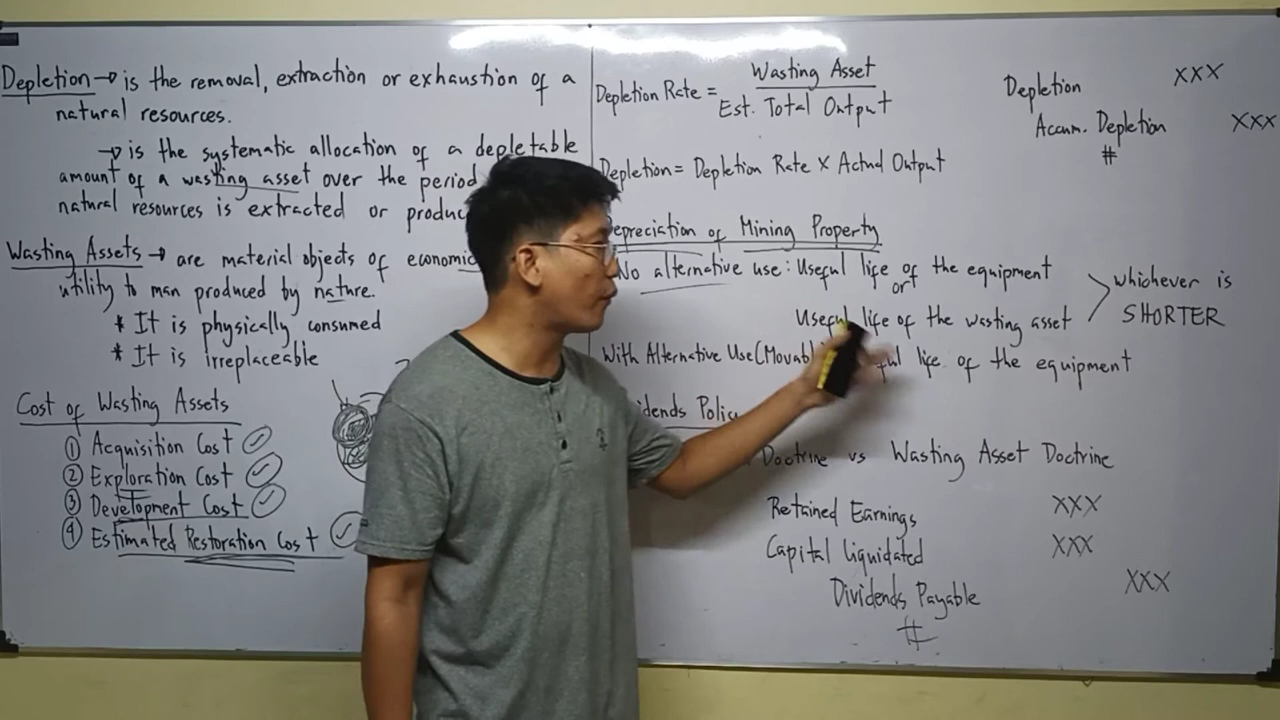 Depletion → is the removal, extraction or exhaustion of a
natural resources.
→ is the systematic allocation of a depletable
amount of a wasting asset over the period
natural resources is extracted or produc
Wasting Assets → are material objects of economic
utility to man produced by nature.
* It is physically consumed
* It is irreplaceable
Cost of Wasting Assets
① Acquisition Cost ✓
② Exploration Cost ✓
③ Development Cost ✓
④ Estimated Restoration Cost ✓
Depletion Rate = Wasting Asset
Est. Total Output
Depletion = Depletion Rate X Actual Output
Depletion XXX
Accum. Depletion XXX
#
epreciation of Mining Property
No alternative use: Useful life of the equipment
or
Useful life of the wasting asset
whichever is
SHORTER
With Alternative Use (Movabl ful life of the equipment
idends Polic
Doctrine vs Wasting Asset Doctrine
Retained Earnings XXX
Capital Liquidated XXX
Dividends Payable XXX
#